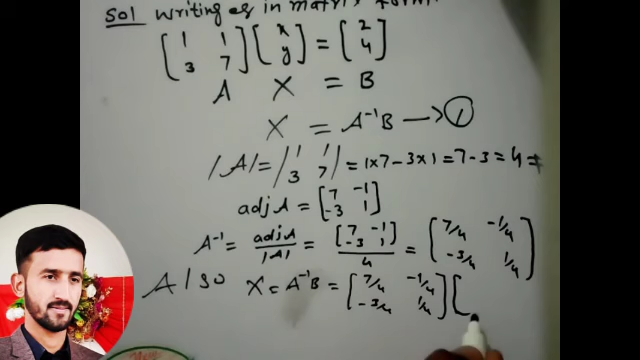 Sol writing eq in matrix form.
[1 1; 3 7] [x; y] = [2; 4]
A X = B
X = A⁻¹B → ①
|A| = |1 1; 3 7| = 1×7 − 3×1 = 7 − 3 = 4 ≠
adj A = [7 −1; −3 1]
A⁻¹ = adj A / |A| = [7 −1; −3 1] / 4 = [7/4 −1/4; −3/4 1/4]
Also X = A⁻¹B = [7/4 −1/4; −3/4 1/4] [